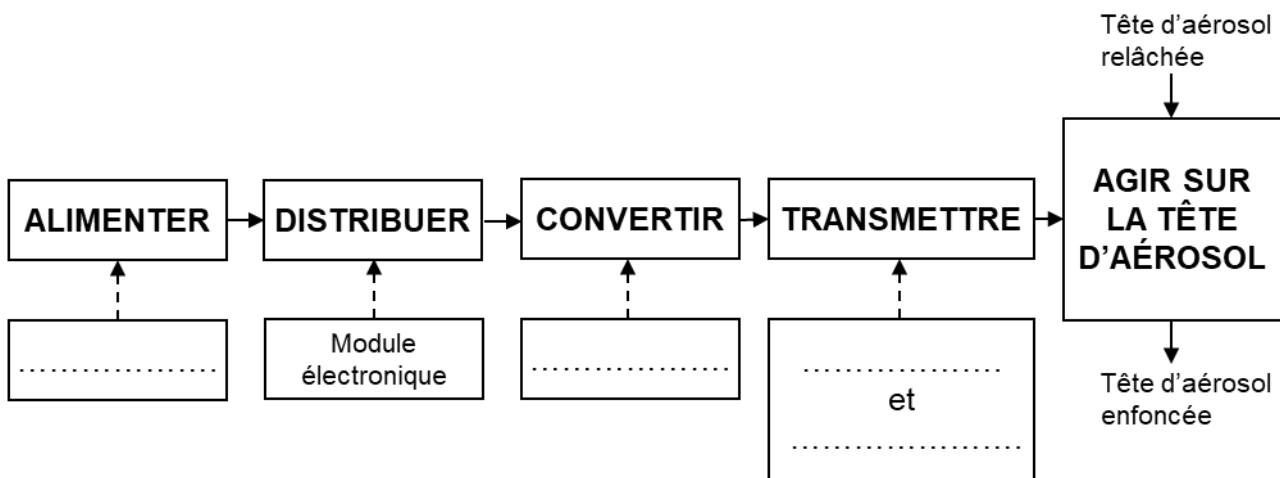 Tête d’aérosol
relâchée
ALIMENTER
DISTRIBUER
CONVERTIR
TRANSMETTRE
AGIR SUR
LA TÊTE
D’AÉROSOL
....................
Module
électronique
....................
....................
et
........................
Tête d’aérosol
enfoncée